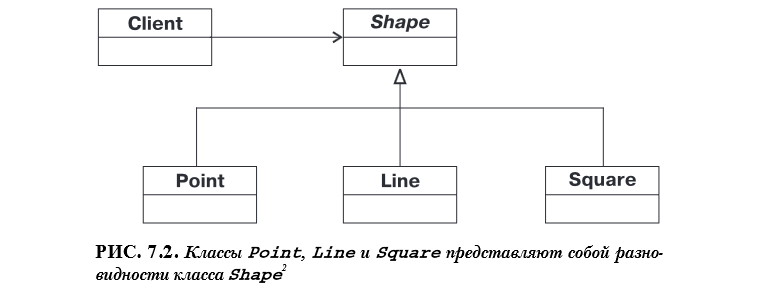 Client
Shape
Point
Line
Square
РИС. 7.2. Классы Point, Line и Square представляют собой разно-
видности класса Shape²